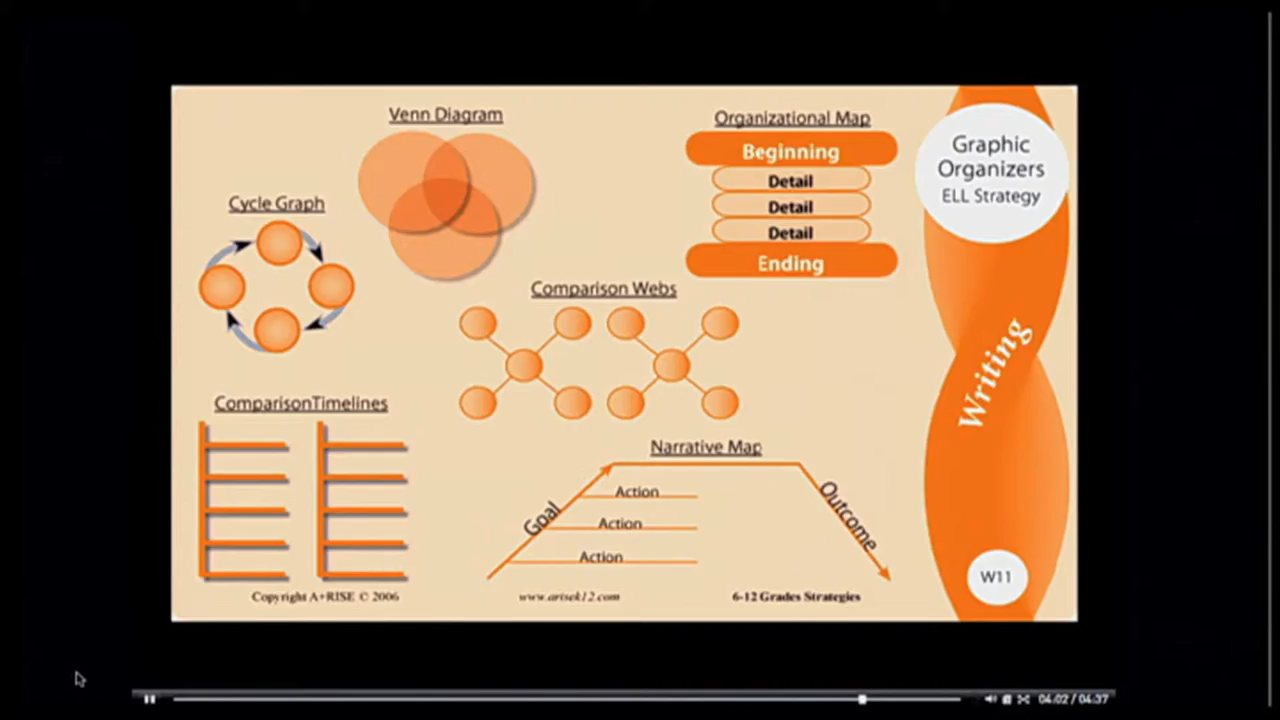 Venn Diagram
Organizational Map
Beginning
Detail
Detail
Detail
Ending
Graphic
Organizers
ELL Strategy
Cycle Graph
Comparison Webs
Writing
ComparisonTimelines
Narrative Map
Goal
Action
Action
Action
Outcome
W11
Copyright A+RISE © 2006
www.arisek12.com
6-12 Grades Strategies
04:02 / 04:37